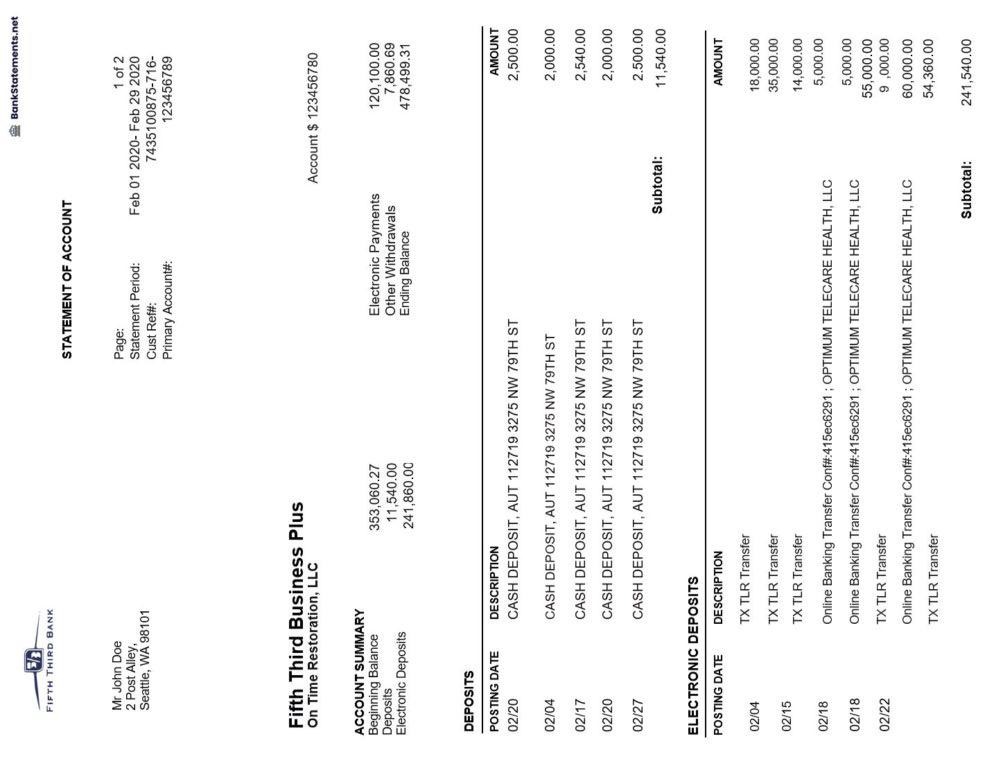 BankStatements.net
FIFTH THIRD BANK
STATEMENT OF ACCOUNT
Mr John Doe
2 Post Alley,
Seattle, WA 98101
Page: 1 of 2
Statement Period: Feb 01 2020- Feb 29 2020
Cust Ref#: 7435100875-716-
Primary Account#: 123456789
Fifth Third Business Plus
On Time Restoration, LLC Account $ 123456780
ACCOUNT SUMMARY
Beginning Balance 353,060.27 Electronic Payments 120,100.00
Deposits 11,540.00 Other Withdrawals 7,860.69
Electronic Deposits 241,860.00 Ending Balance 478,499.31
DEPOSITS
POSTING DATE DESCRIPTION AMOUNT
02/20 CASH DEPOSIT, AUT 112719 3275 NW 79TH ST 2,500.00
02/04 CASH DEPOSIT, AUT 112719 3275 NW 79TH ST 2,000.00
02/17 CASH DEPOSIT, AUT 112719 3275 NW 79TH ST 2,540.00
02/20 CASH DEPOSIT, AUT 112719 3275 NW 79TH ST 2,000.00
02/27 CASH DEPOSIT, AUT 112719 3275 NW 79TH ST 2.500.00
Subtotal: 11,540.00
ELECTRONIC DEPOSITS
POSTING DATE DESCRIPTION AMOUNT
02/04 TX TLR Transfer 18,000.00
TX TLR Transfer 35,000.00
02/15 TX TLR Transfer 14,000.00
02/18 Online Banking Transfer Conf#:415ec6291 ; OPTIMUM TELECARE HEALTH, LLC 5,000.00
02/18 Online Banking Transfer Conf#:415ec6291 ; OPTIMUM TELECARE HEALTH, LLC 5,000.00
55,000.00
02/22 TX TLR Transfer 9 ,000.00
Online Banking Transfer Conf#:415ec6291 ; OPTIMUM TELECARE HEALTH, LLC 60,000.00
TX TLR Transfer 54,360.00
Subtotal: 241,540.00